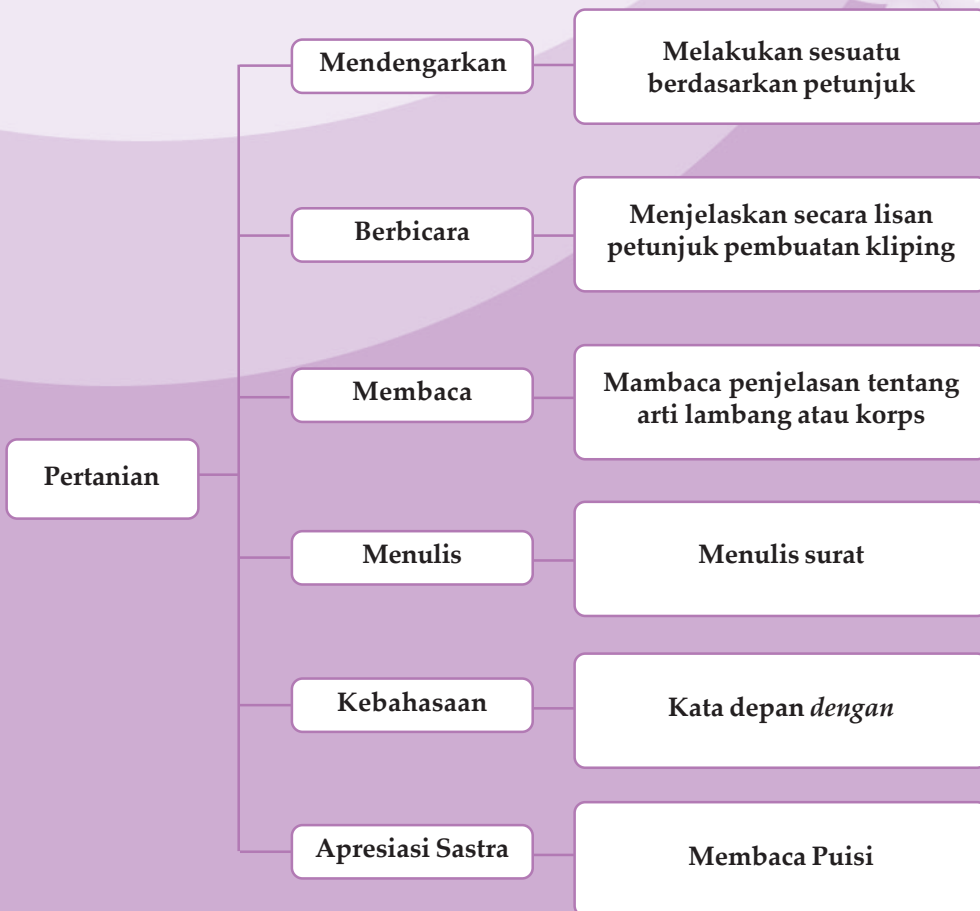 Mendengarkan
Melakukan sesuatu
berdasarkan petunjuk
Berbicara
Menjelaskan secara lisan
petunjuk pembuatan kliping
Membaca
Mambaca penjelasan tentang
arti lambang atau korps
Pertanian
Menulis
Menulis surat
Kebahasaan
Kata depan dengan
Apresiasi Sastra
Membaca Puisi